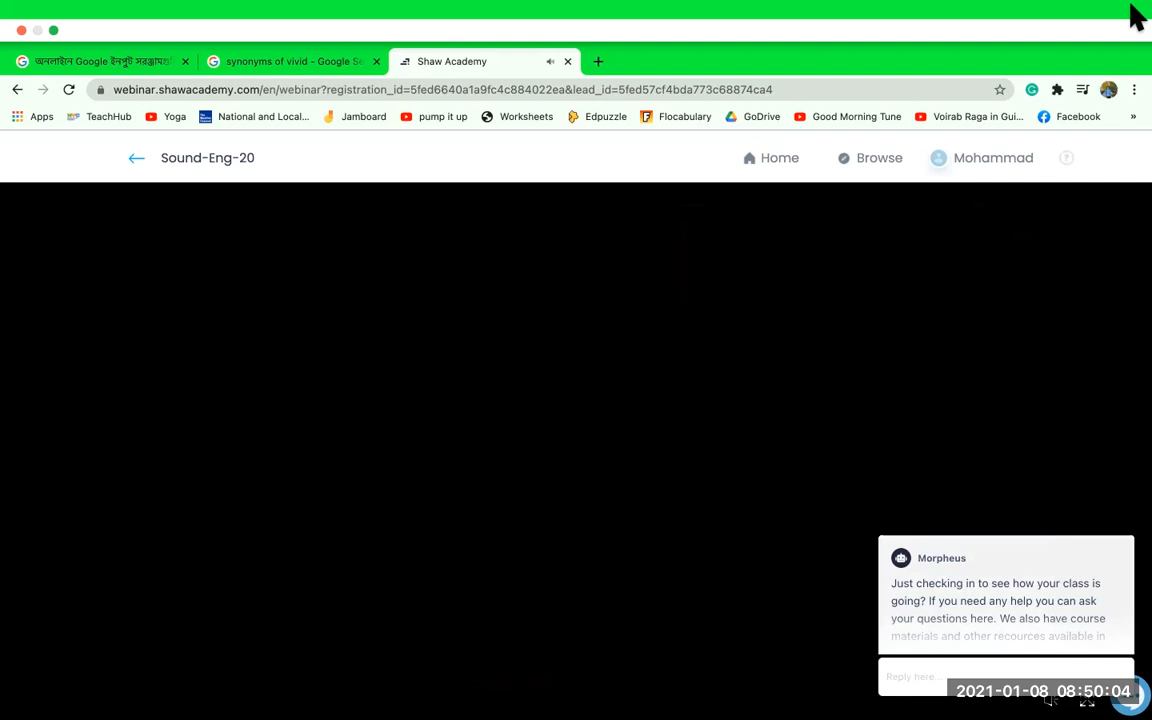 অনলাইনে Google ইনপুট সরঞ্জামগু
synonyms of vivid - Google Se
Shaw Academy
webinar.shawacademy.com/en/webinar?registration_id=5fed6640a1a9fc4c884022ea&lead_id=5fed57cf4bda773c68874ca4
Apps TeachHub Yoga National and Local... Jamboard pump it up Worksheets Edpuzzle Flocabulary GoDrive Good Morning Tune Voirab Raga in Gui... Facebook »
Sound-Eng-20 Home Browse Mohammad ?
Morpheus
Just checking in to see how your class is
going? If you need any help you can ask
your questions here. We also have course
materials and other recources available in
Reply here...
2021-01-08 08:50:04